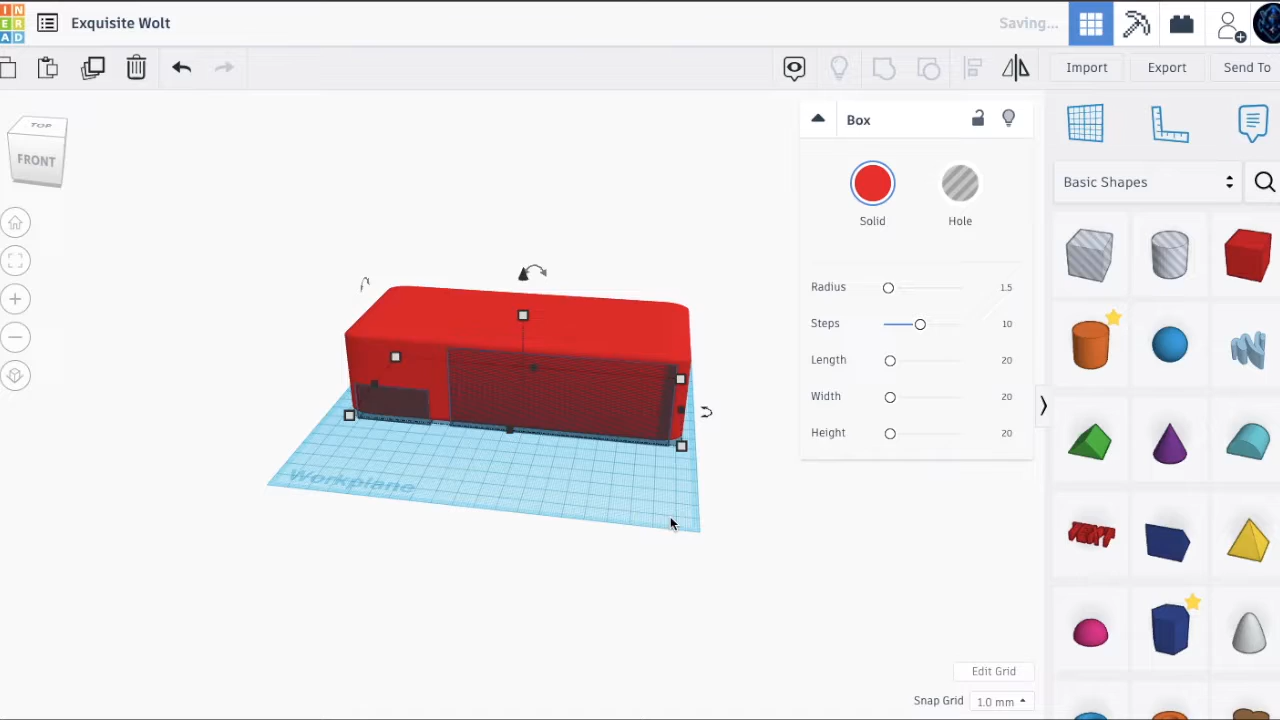 Exquisite Wolt
Saving...
Import
Export
Send To
TOP
FRONT
Box
Solid
Hole
Radius 1.5
Steps 10
Length 20
Width 20
Height 20
Basic Shapes
TEXT
Workplane
Edit Grid
Snap Grid 1.0 mm